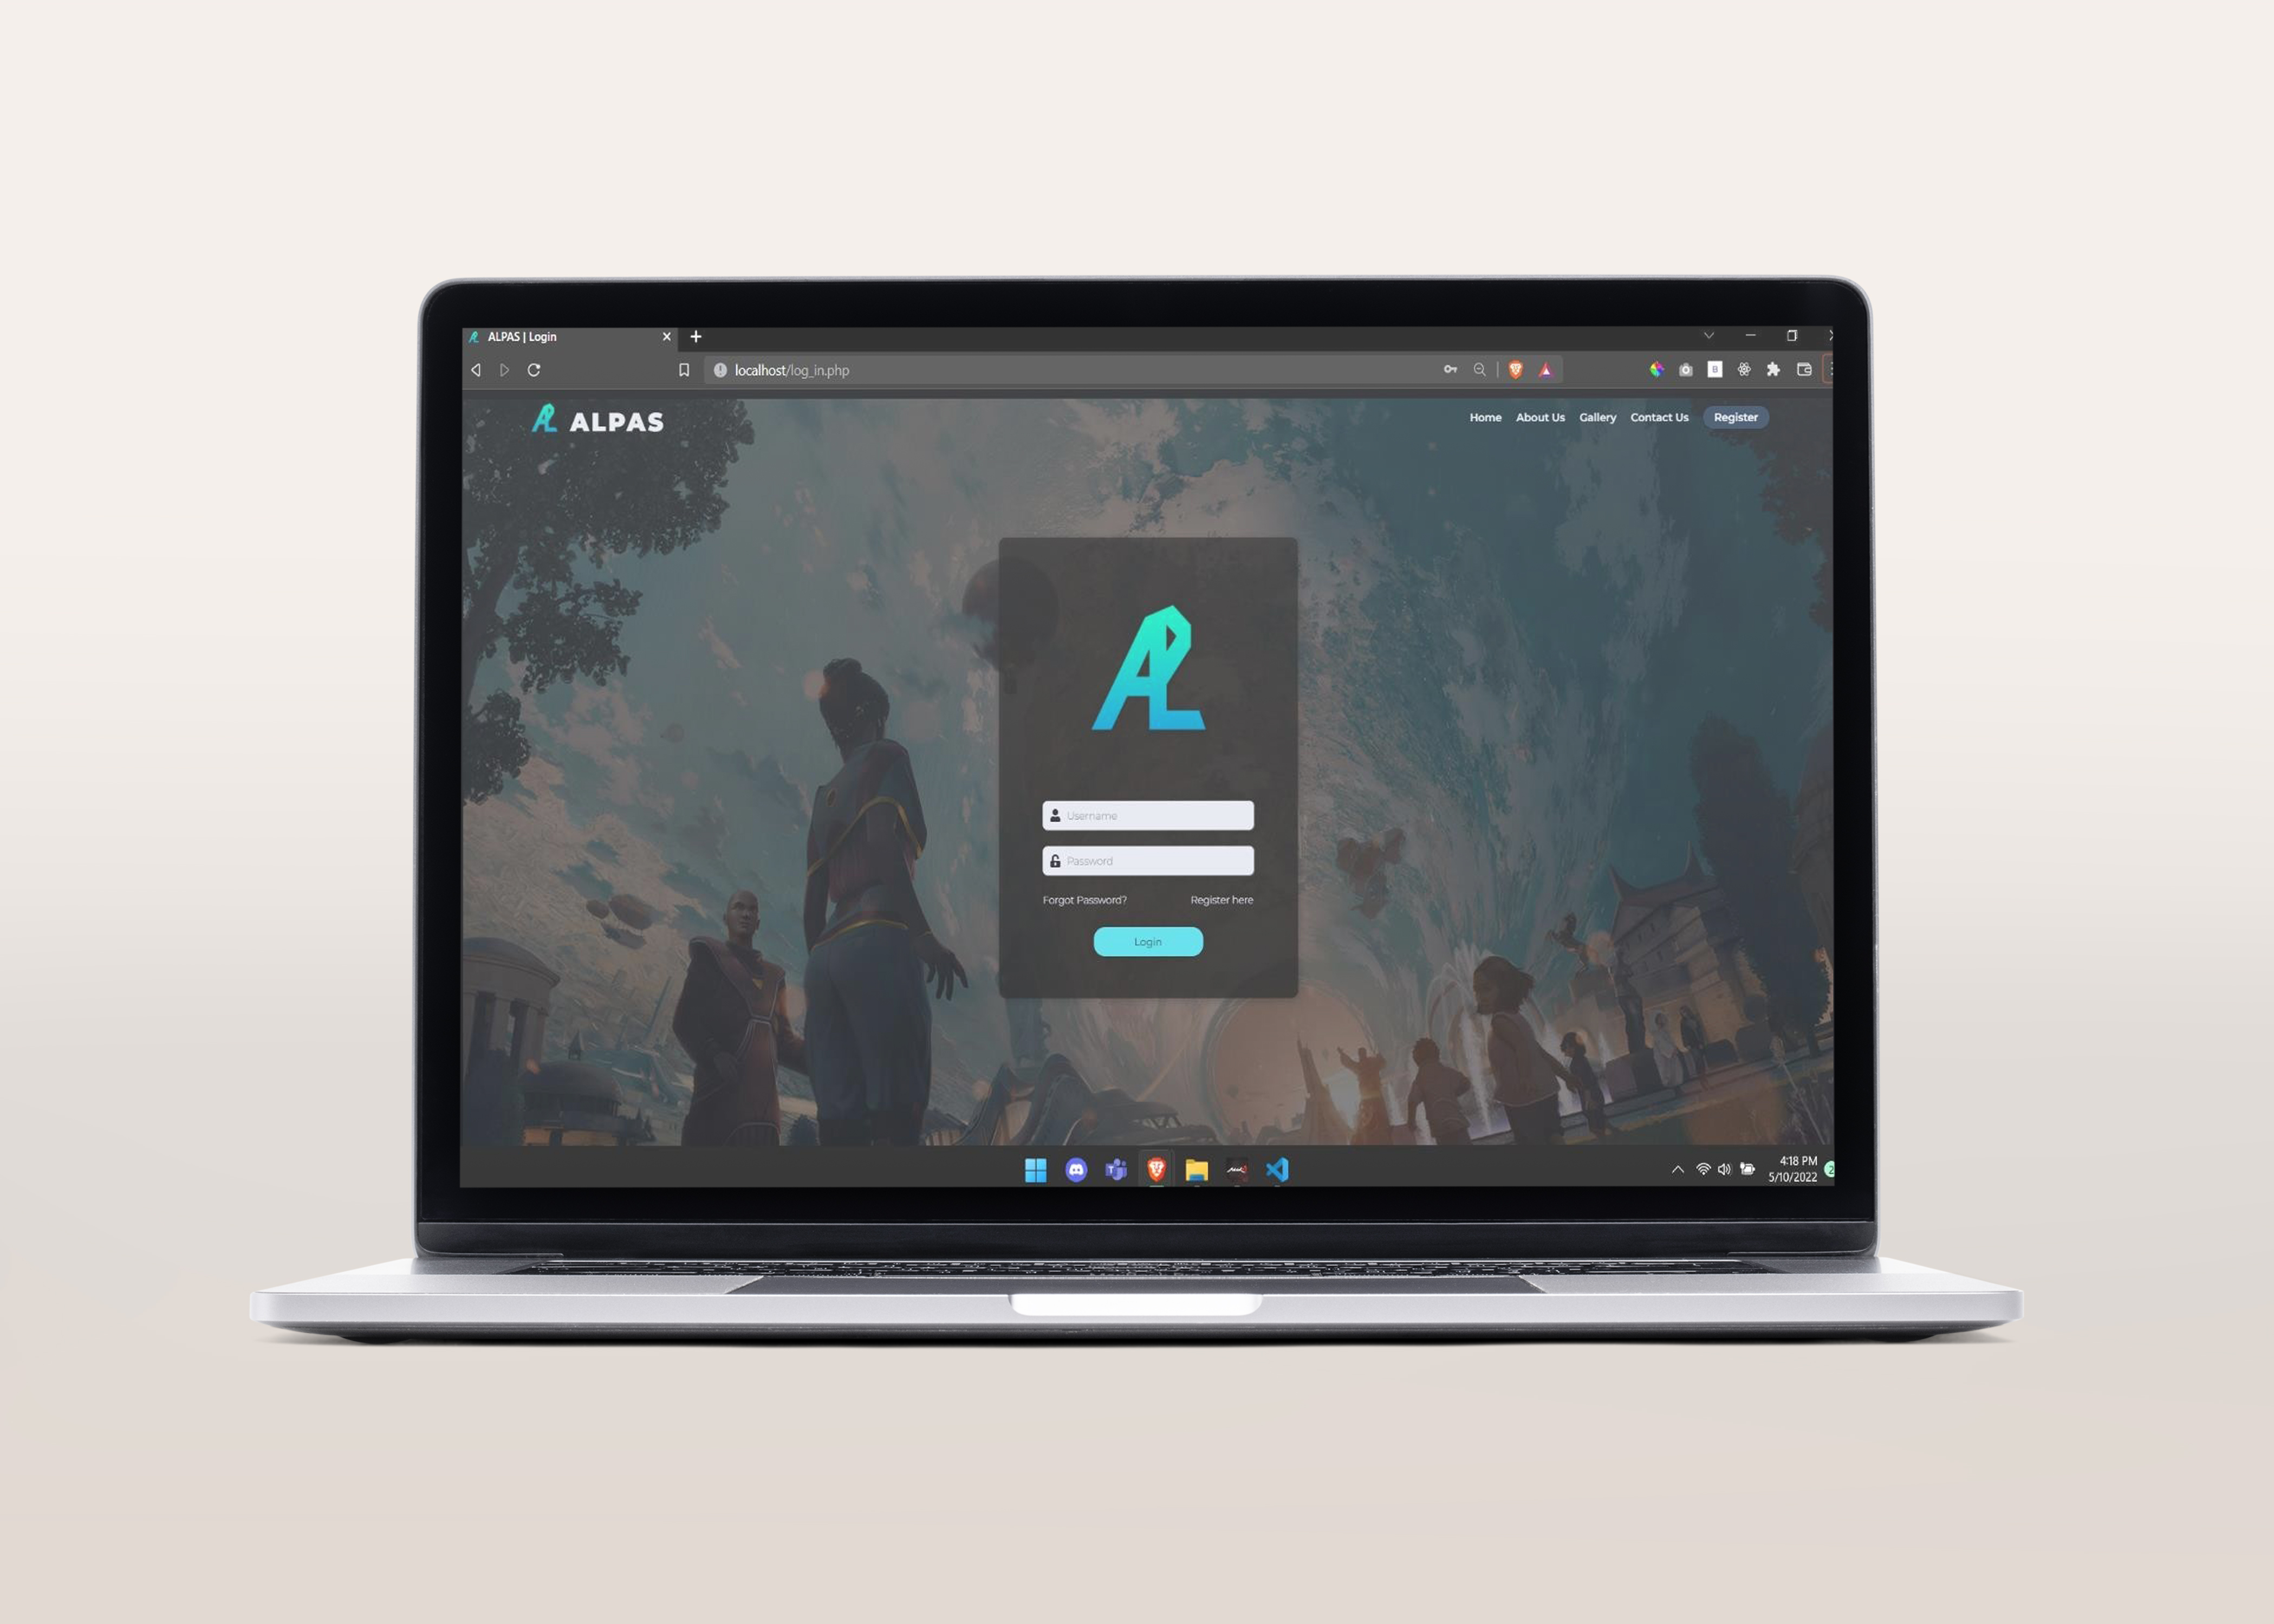 ALPAS | Login
localhost/log_in.php
ALPAS
Home About Us Gallery Contact Us Register
Username
Password
Forgot Password? Register here
Login
4:18 PM
5/10/2022
2